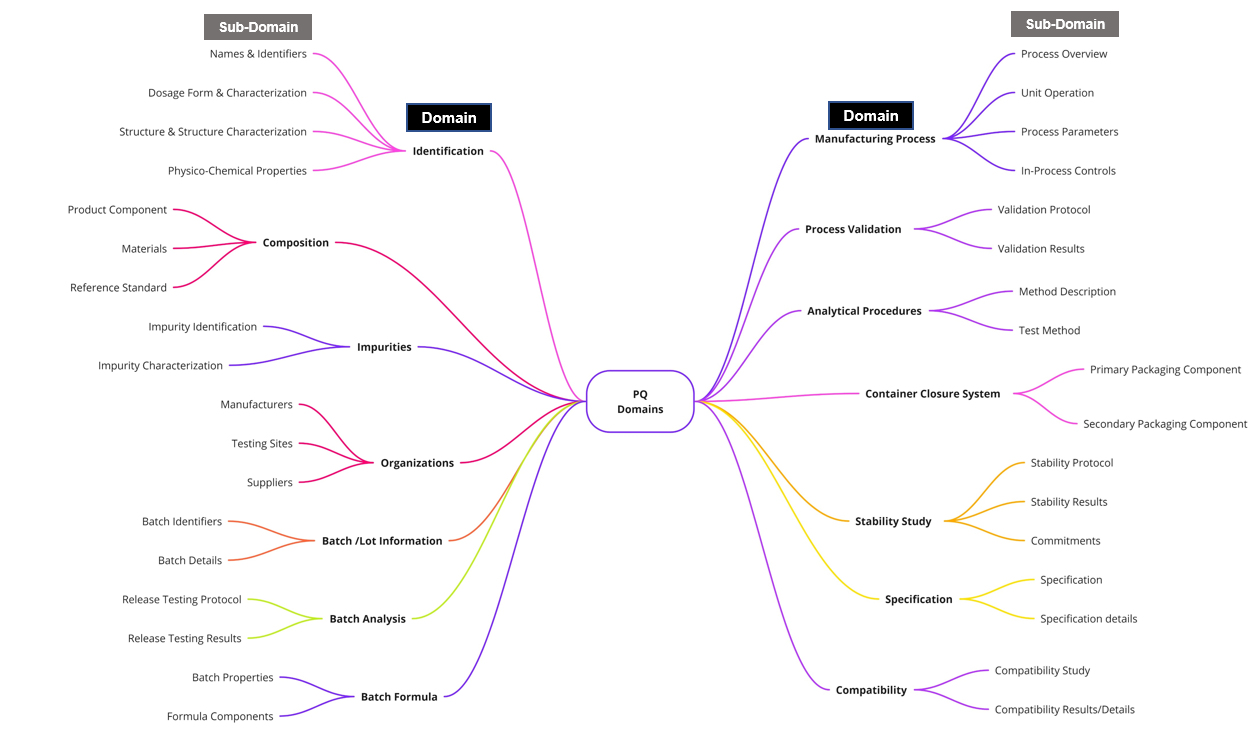 Sub-Domain
Names & Identifiers
Dosage Form & Characterization
Structure & Structure Characterization
Physico-Chemical Properties
Domain
Identification
Product Component
Materials
Reference Standard
Composition
Impurity Identification
Impurity Characterization
Impurities
Manufacturers
Testing Sites
Suppliers
Organizations
Batch Identifiers
Batch Details
Batch /Lot Information
Release Testing Protocol
Release Testing Results
Batch Analysis
Batch Properties
Formula Components
Batch Formula
PQ
Domains
Sub-Domain
Domain
Manufacturing Process
Process Overview
Unit Operation
Process Parameters
In-Process Controls
Process Validation
Validation Protocol
Validation Results
Analytical Procedures
Method Description
Test Method
Container Closure System
Primary Packaging Component
Secondary Packaging Component
Stability Study
Stability Protocol
Stability Results
Commitments
Specification
Specification
Specification details
Compatibility
Compatibility Study
Compatibility Results/Details